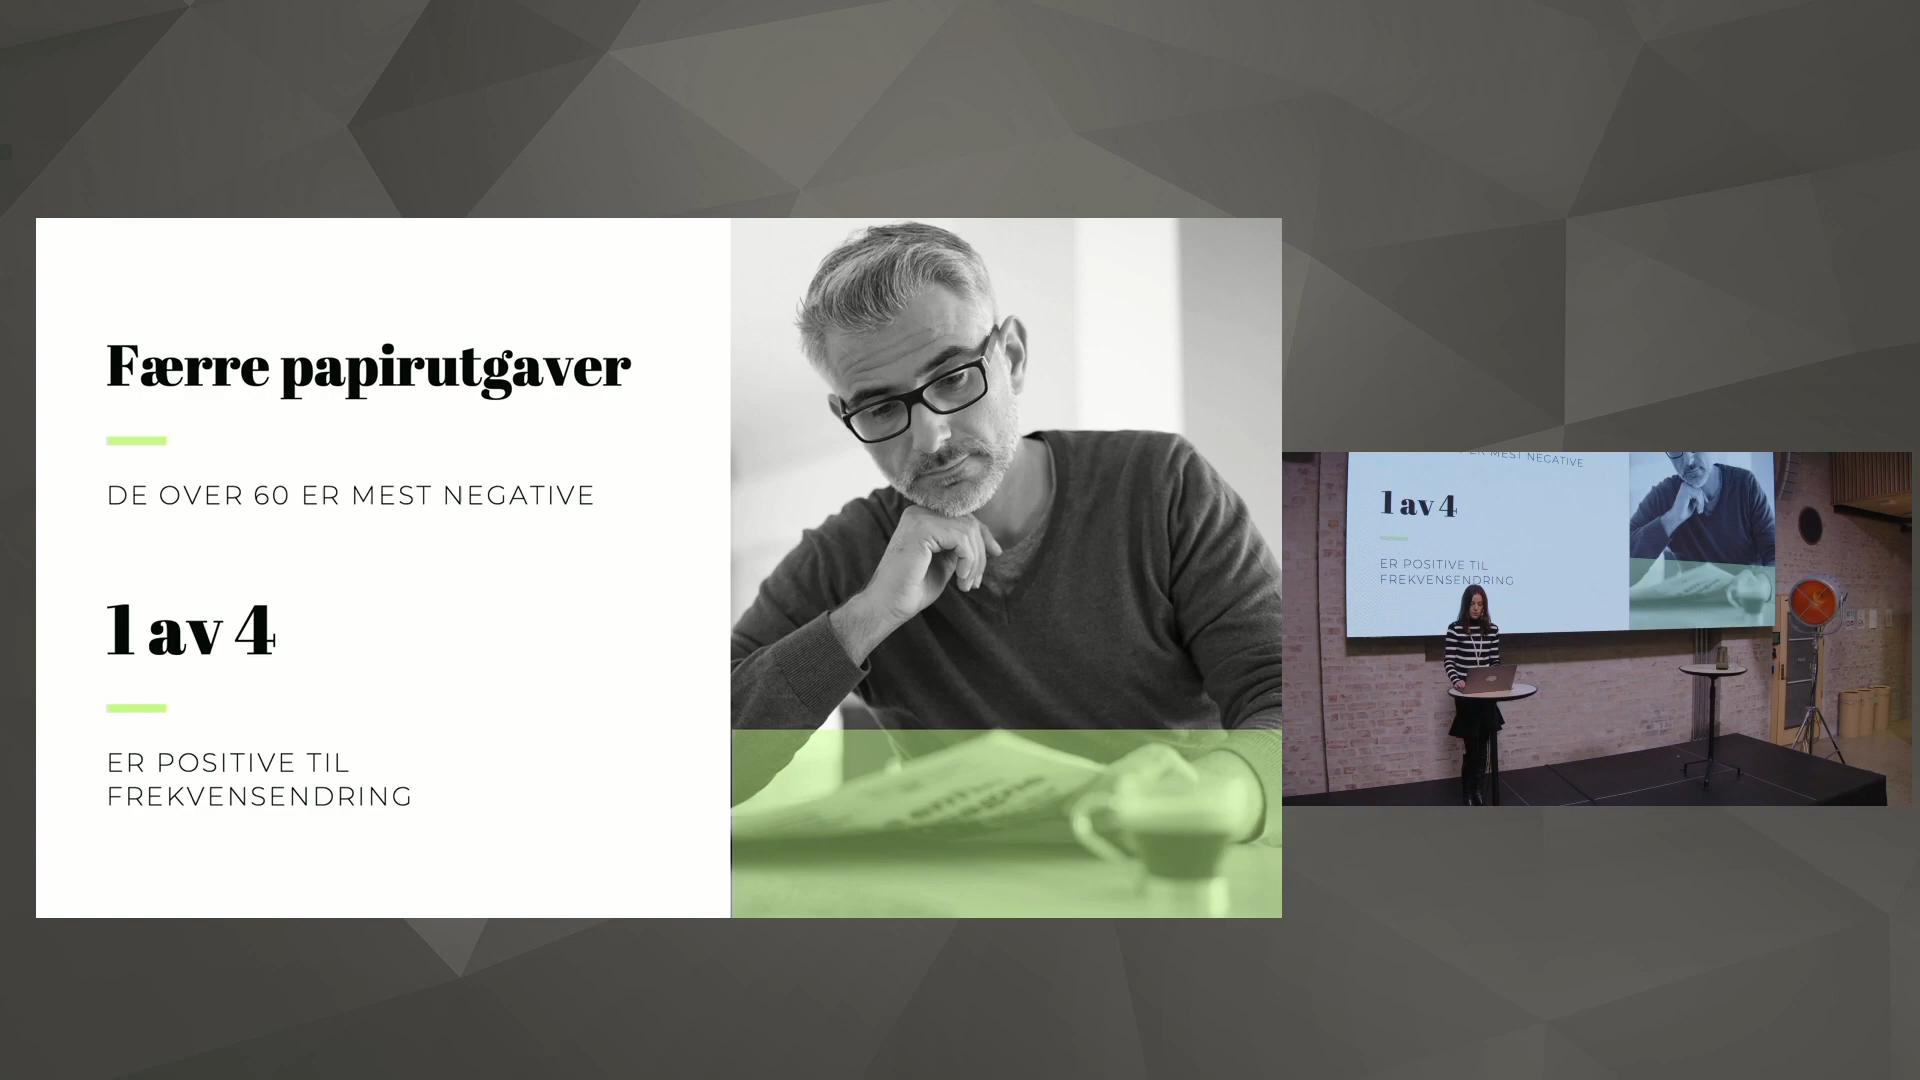 Færre papirutgaver
DE OVER 60 ER MEST NEGATIVE
1 av 4
ER POSITIVE TIL
FREKVENSENDRING
ER MEST NEGATIVE
1 av 4
ER POSITIVE TIL
FREKVENSENDRING